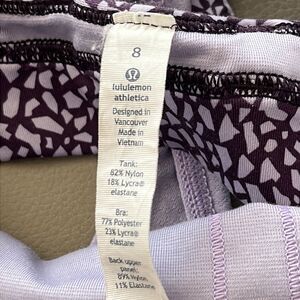 8
lululemon
athletica
Designed in
Vancouver
Made in
Vietnam
Tank:
82% Nylon
18% Lycra®
elastane
Bra:
77% Polyester
23% Lycra®
elastane
Back upper
panel:
89% Nylon
11% Elastane